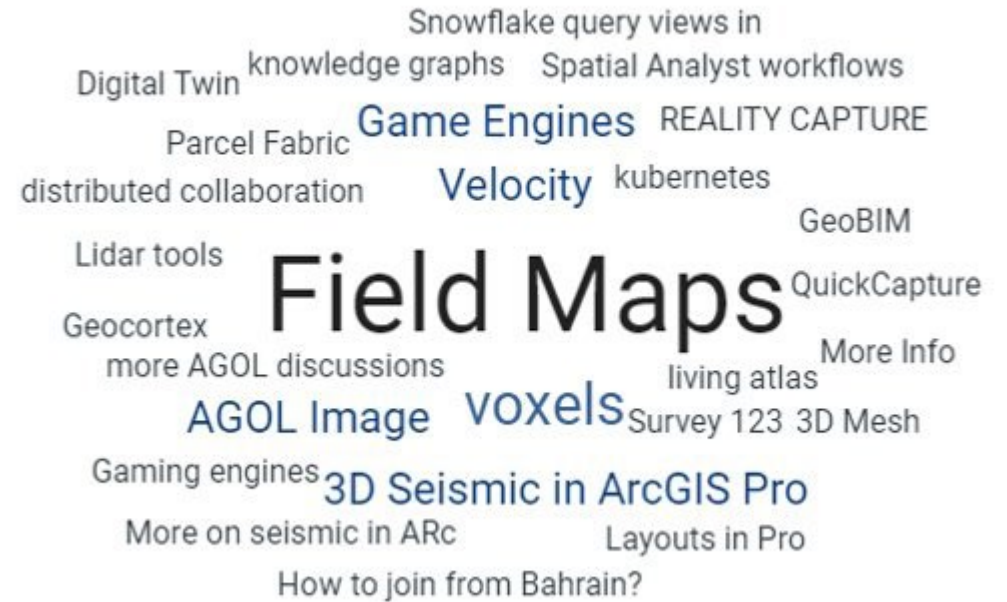 Snowflake query views in
knowledge graphs
Spatial Analyst workflows
Digital Twin
Game Engines
REALITY CAPTURE
Parcel Fabric
Velocity
kubernetes
distributed collaboration
GeoBIM
Lidar tools
Field Maps
QuickCapture
Geocortex
More Info
more AGOL discussions
living atlas
AGOL Image
voxels
Survey 123
3D Mesh
Gaming engines
3D Seismic in ArcGIS Pro
More on seismic in ARc
Layouts in Pro
How to join from Bahrain?